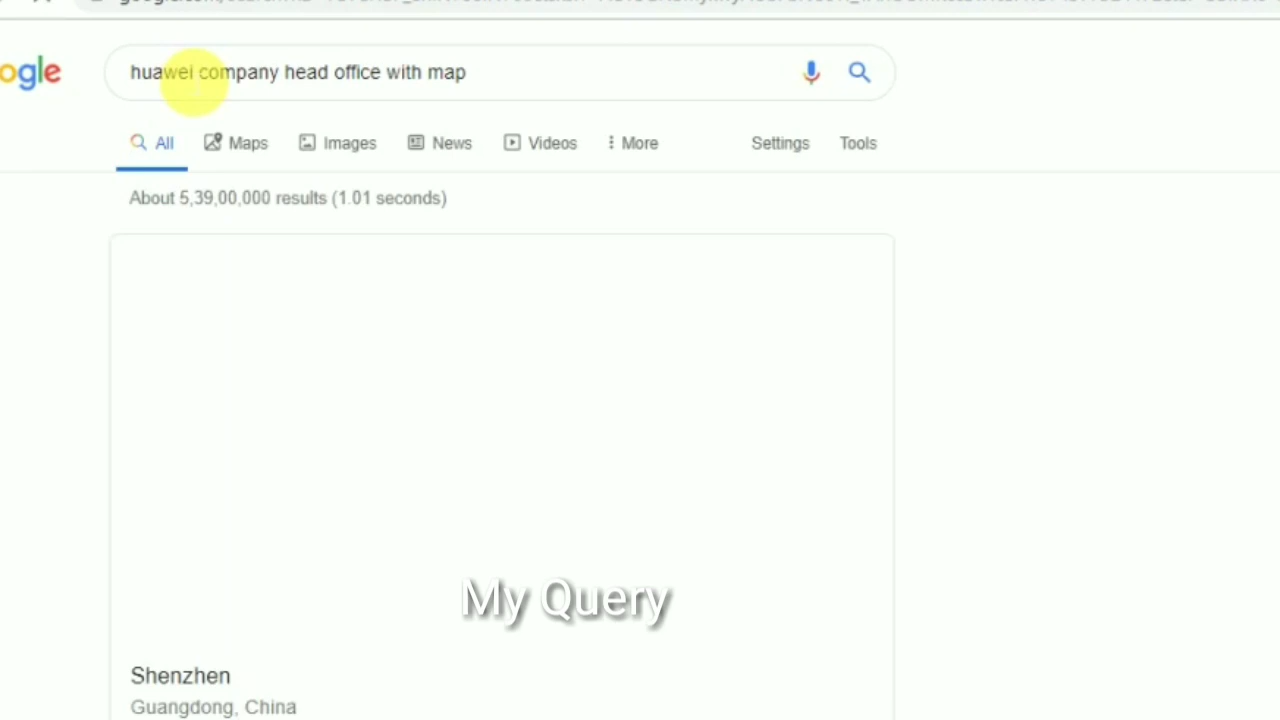 ogle
huawei company head office with map
All Maps Images News Videos More Settings Tools
About 5,39,00,000 results (1.01 seconds)
My Query
Shenzhen
Guangdong, China